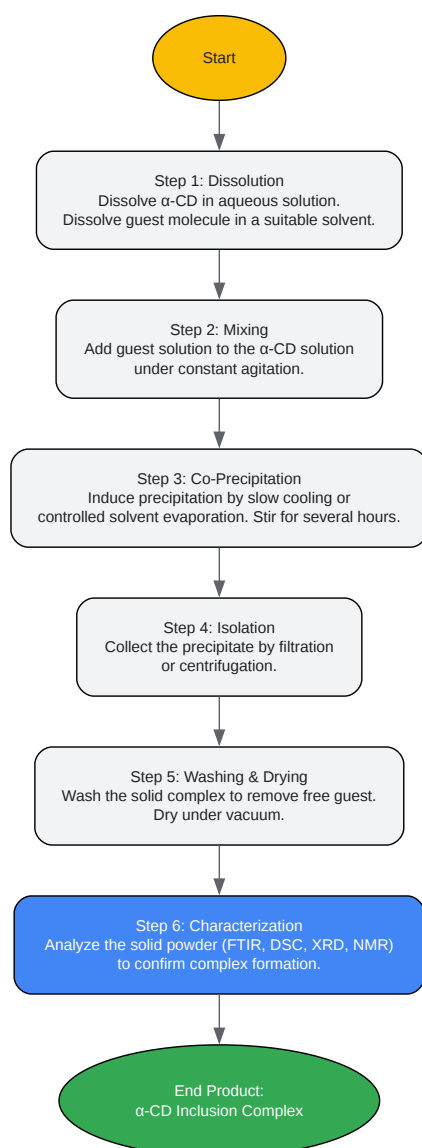 Start
Step 1: Dissolution
Dissolve α-CD in aqueous solution.
Dissolve guest molecule in a suitable solvent.
Step 2: Mixing
Add guest solution to the α-CD solution
under constant agitation.
Step 3: Co-Precipitation
Induce precipitation by slow cooling or
controlled solvent evaporation. Stir for several hours.
Step 4: Isolation
Collect the precipitate by filtration
or centrifugation.
Step 5: Washing & Drying
Wash the solid complex to remove free guest.
Dry under vacuum.
Step 6: Characterization
Analyze the solid powder (FTIR, DSC, XRD, NMR)
to confirm complex formation.
End Product:
α-CD Inclusion Complex